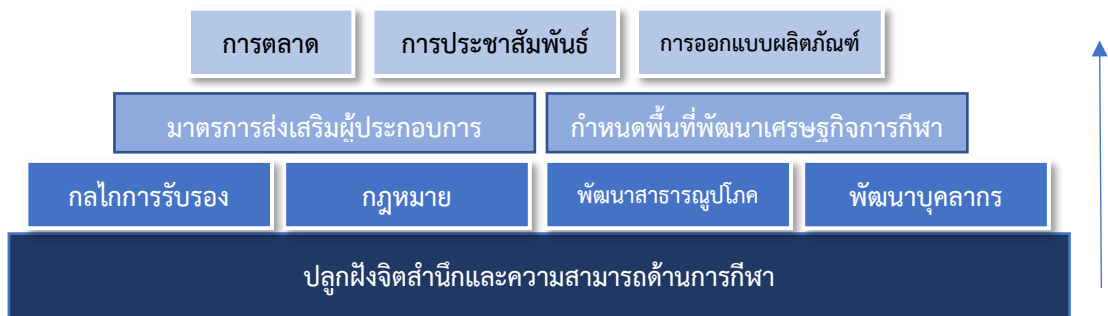 การตลาด
การประชาสัมพันธ์
การออกแบบผลิตภัณฑ์
มาตรการส่งเสริมผู้ประกอบการ
กำหนดพื้นที่พัฒนาเศรษฐกิจการกีฬา
กลไกการรับรอง
กฎหมาย
พัฒนาสาธารณูปโภค
พัฒนาบุคลากร
ปลูกฝังจิตสำนึกและความสามารถด้านการกีฬา